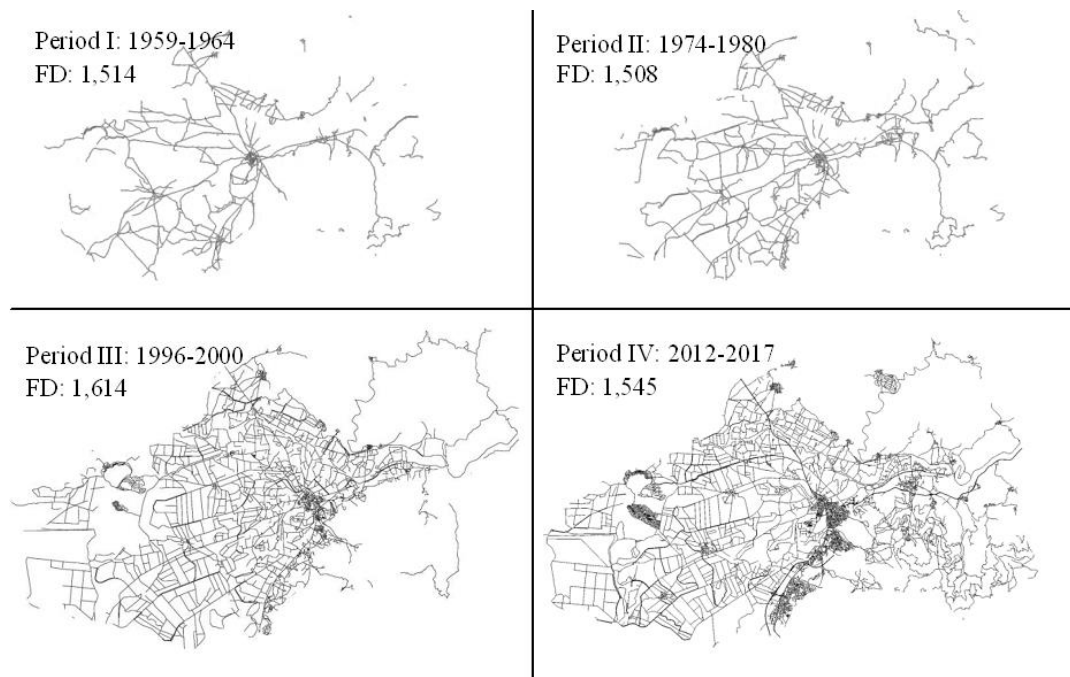 Period I: 1959-1964
FD: 1,514
Period II: 1974-1980
FD: 1,508
Period III: 1996-2000
FD: 1,614
Period IV: 2012-2017
FD: 1,545